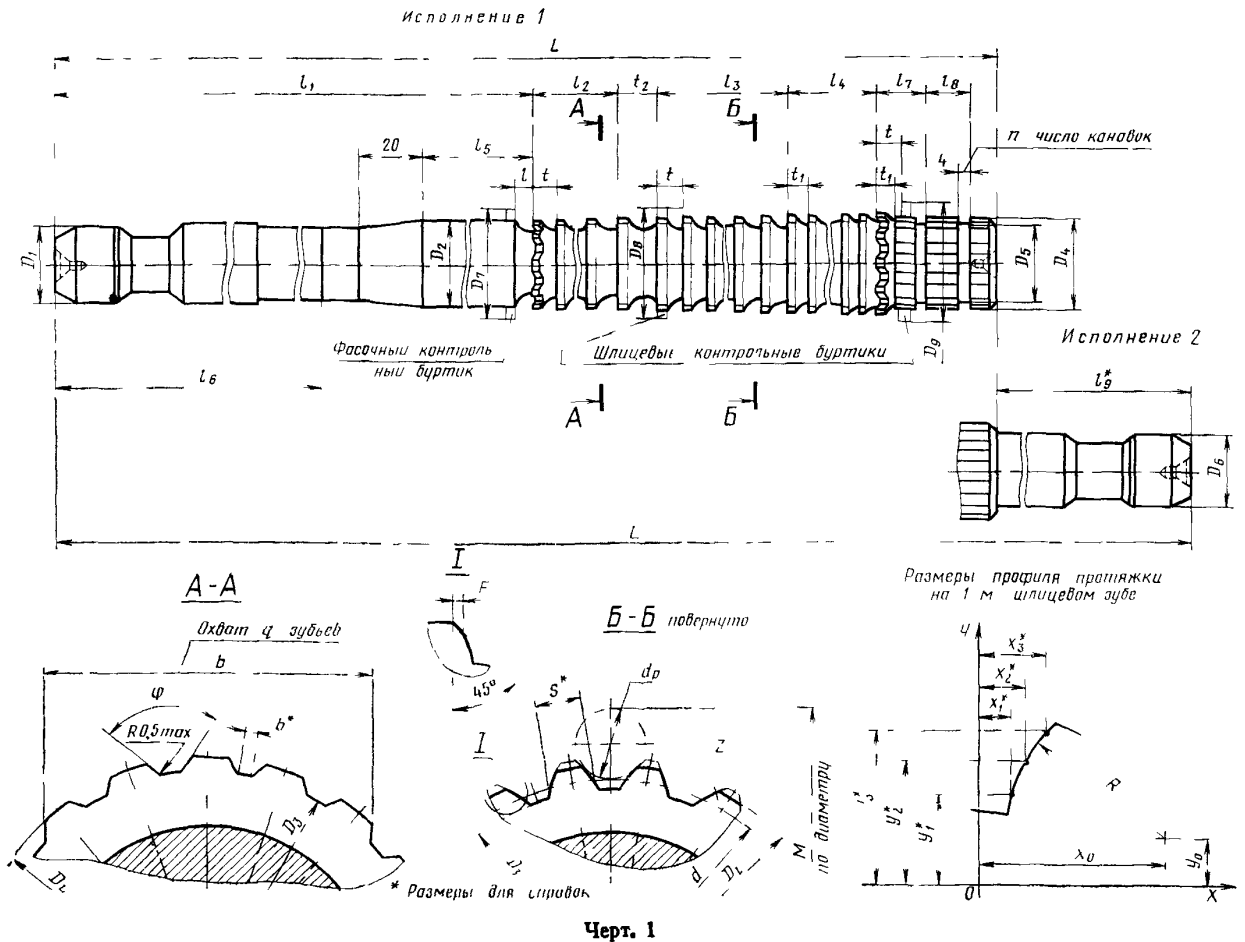 Исполнение 1
L
l₁
l₂
t₂
l₃
l₄
l₇
l₈
А
Б
n число канавок
20
l₅
t
4
l
t
t
t₁
t₁
D₁
D₂
D₇
D₈
D₉
D₅
D₄
Фасочный контроль
ный буртик
Шлицевые контрольные буртики
Исполнение 2
l₆
А
Б
l₉*
D₆
L
А-А
I
F
Б-Б повернуто
Размеры профиля протяжки
на 1 м шлицевом зубе
Охват q зубьев
b
φ
b*
R0,5 max
45°
S*
dₚ
I
Z
D₃
М
по диаметру
d
y
x₃*
x₂*
x₁*
y₂*
y₁*
R
x₀
y₀
0
x
* Размеры для справок
Черт. 1